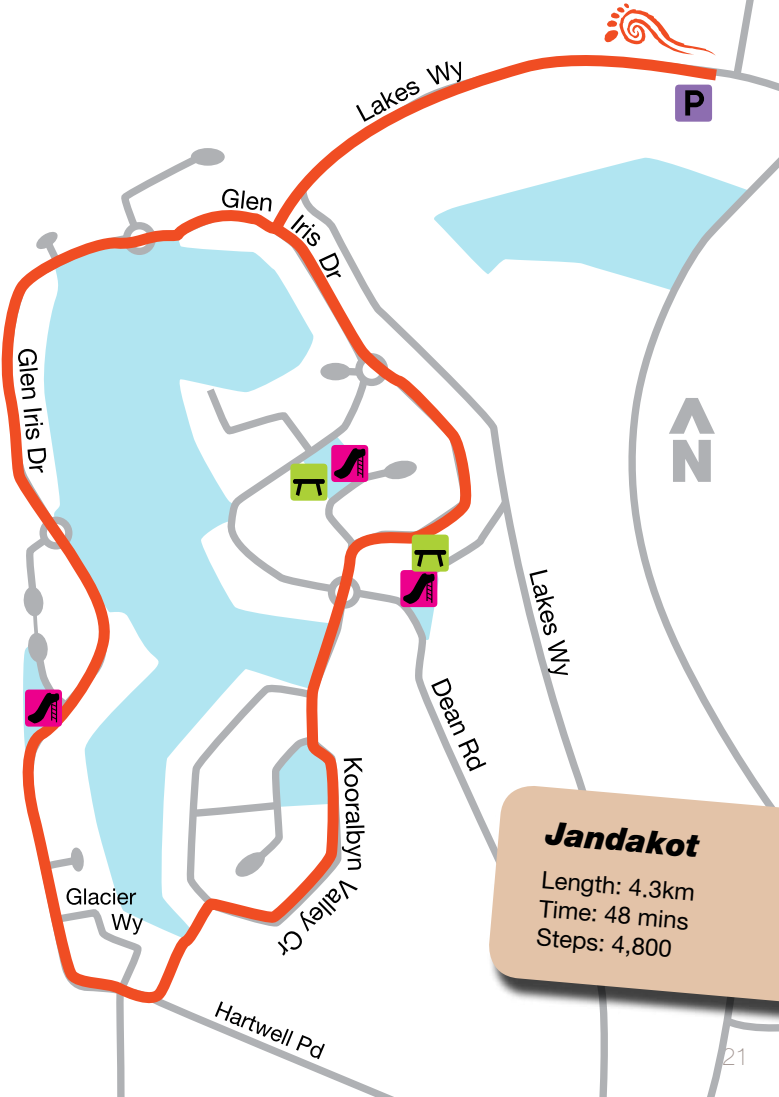 Lakes Wy
P
Glen
Iris Dr
Glen Iris Dr
N
Lakes Wy
Dean Rd
Kooralbyn
Valley Cr
Jandakot
Length: 4.3km
Time: 48 mins
Steps: 4,800
Glacier
Wy
Hartwell Pd
21